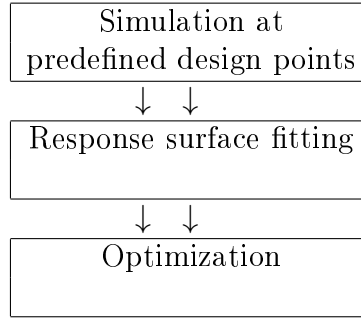 Simulation at
predefined design points
↓ ↓
Response surface fitting
↓ ↓
Optimization